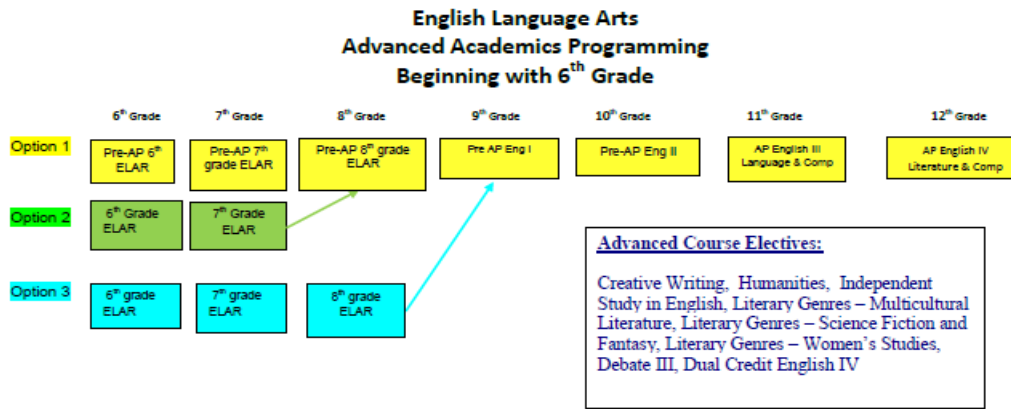 English Language Arts
Advanced Academics Programming
Beginning with 6th Grade
6th Grade 7th Grade 8th Grade 9th Grade 10th Grade 11th Grade 12th Grade
Option 1
Pre-AP 6th
ELAR
Pre-AP 7th
grade ELAR
Pre-AP 8th grade
ELAR
Pre AP Eng I
Pre-AP Eng II
AP English III
Language & Comp
AP English IV
Literature & Comp
Option 2
6th Grade
ELAR
7th Grade
ELAR
Option 3
6th grade
ELAR
7th grade
ELAR
8th grade
ELAR
Advanced Course Electives:
Creative Writing, Humanities, Independent
Study in English, Literary Genres – Multicultural
Literature, Literary Genres – Science Fiction and
Fantasy, Literary Genres – Women's Studies,
Debate III, Dual Credit English IV